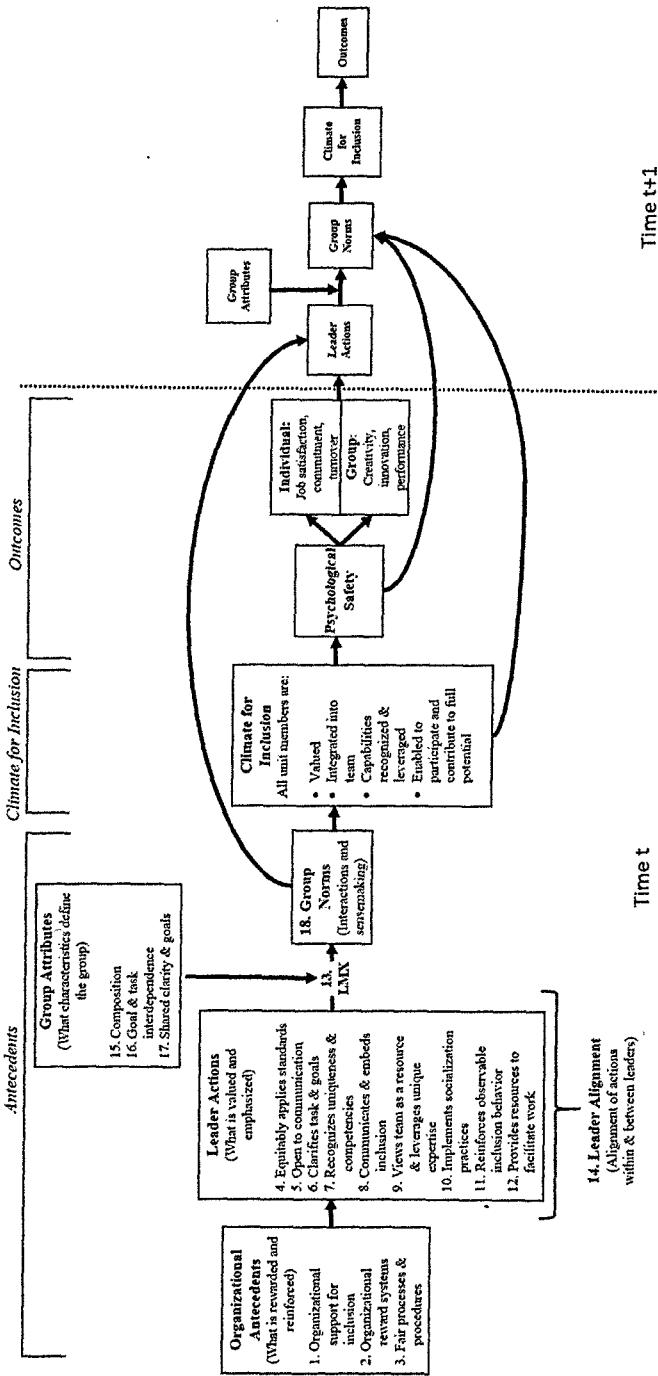 Antecedents
Climate for Inclusion
Outcomes
Organizational
Antecedents
(What is rewarded and
reinforced)
1. Organizational
support for
inclusion
2. Organizational
reward systems
3. Fair processes &
procedures
Leader Actions
(What is valued and
emphasized)
4. Equitably applies standards
5. Open to communication
6. Clarifies task & goals
7. Recognizes uniqueness &
competencies
8. Communicates & embeds
inclusion
9. Views team as a resource
& leverages unique
expertise
10. Implements socialization
practices
11. Reinforces observable
inclusion behavior
12. Provides resources to
facilitate work
14. Leader Alignment
(Alignment of actions
within & between leaders)
Group Attributes
(What characteristics define
the group)
15. Composition
16. Goal & task
interdependence
17. Shared clarity & goals
13.
LMX
18. Group
Norms
(Interactions and
sensemaking)
Climate for
Inclusion
All unit members are:
• Valued
• Integrated into
team
• Capabilities
recognized &
leveraged
• Enabled to
participate and
contribute to full
potential
Psychological
Safety
Individual:
Job satisfaction,
commitment,
turnover
Group:
Creativity,
innovation,
performance
Time t
Leader
Actions
Group
Attributes
Group
Norms
Climate
for
Inclusion
Outcomes
Time t+1